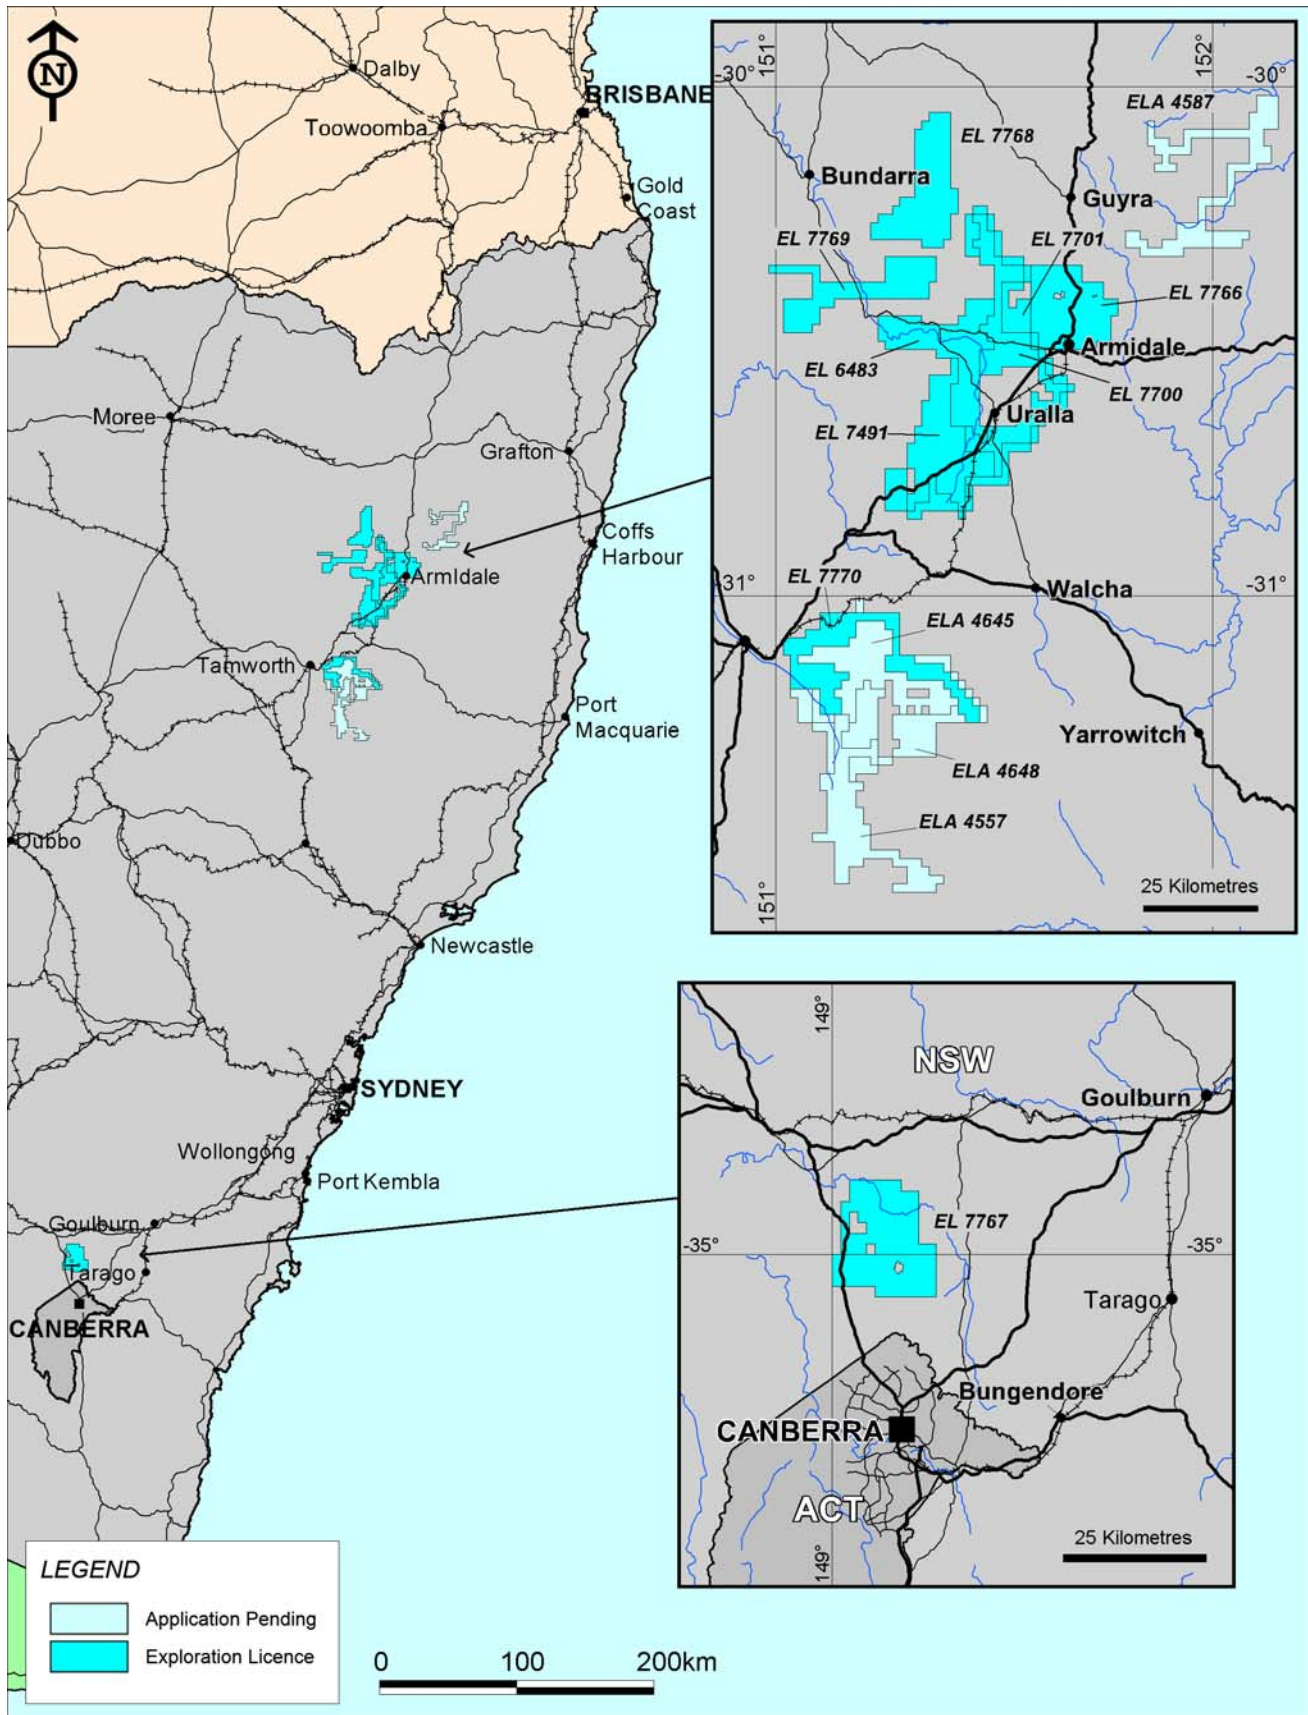 N
Dalby
BRISBANE
Toowoomba
Gold
Coast
Moree
Grafton
Coffs
Harbour
ArmIdale
Tamworth
Port
Macquarie
Dubbo
Newcastle
SYDNEY
Wollongong
Port Kembla
Goulburn
Tarago
CANBERRA
151°
152°
-30°
-30°
ELA 4587
EL 7768
Bundarra
Guyra
EL 7769
EL 7701
EL 7766
Armidale
EL 6483
EL 7700
Uralla
EL 7491
EL 7770
-31°
Walcha
ELA 4645
Yarrowitch
ELA 4648
ELA 4557
25 Kilometres
151°
149°
NSW
Goulburn
EL 7767
-35°
-35°
Tarago
Bungendore
CANBERRA
ACT
25 Kilometres
149°
LEGEND
Application Pending
Exploration Licence
0 100 200km